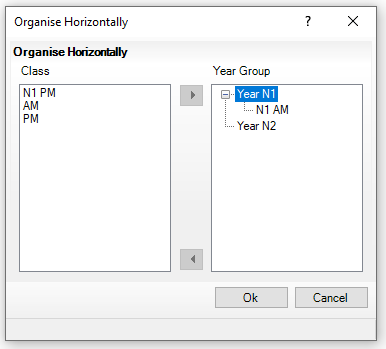 Organise Horizontally
?
Organise Horizontally
Class
Year Group
N1 PM
AM
PM
Year N1
N1 AM
Year N2
Ok
Cancel